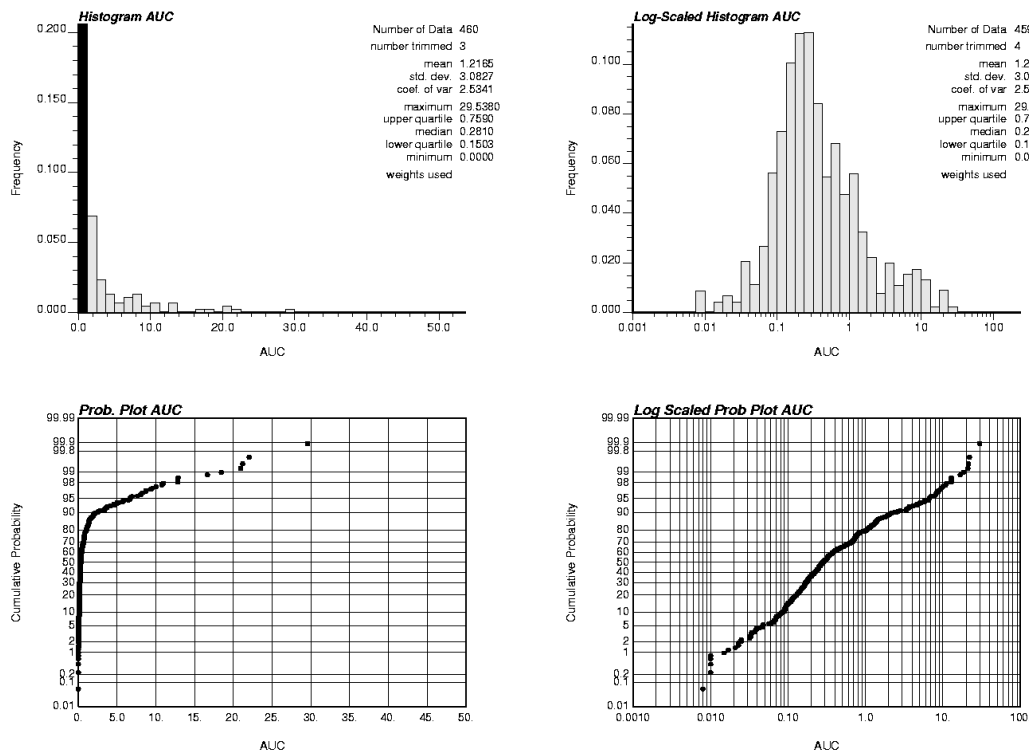 Histogram AUC
0.200
0.150
0.100
0.050
0.000
Frequency
0.0 10.0 20.0 30.0 40.0 50.0
AUC
Number of Data 460
number trimmed 3
mean 1.2165
std. dev. 3.0827
coef. of var 2.5341
maximum 29.5380
upper quartile 0.7590
median 0.2810
lower quartile 0.1503
minimum 0.0000
weights used
Log-Scaled Histogram AUC
0.100
0.080
0.060
0.040
0.020
0.000
Frequency
0.001 0.01 0.1 1 10 100
AUC
Number of Data 459
number trimmed 4
mean 1.2
std. dev. 3.0
coef. of var 2.5
maximum 29.
upper quartile 0.7
median 0.2
lower quartile 0.1
minimum 0.0
weights used
Prob. Plot AUC
99.99
99.9
99.8
99
98
95
90
80
70
60
50
40
30
20
10
5
2
1
0.2
0.1
0.01
Cumulative Probability
0. 5.0 10. 15. 20. 25. 30. 35. 40. 45. 50.
AUC
Log Scaled Prob Plot AUC
99.99
99.9
99.8
99
98
95
90
80
70
60
50
40
30
20
10
5
2
1
0.2
0.1
0.01
Cumulative Probability
0.0010 0.010 0.10 1.0 10. 100
AUC